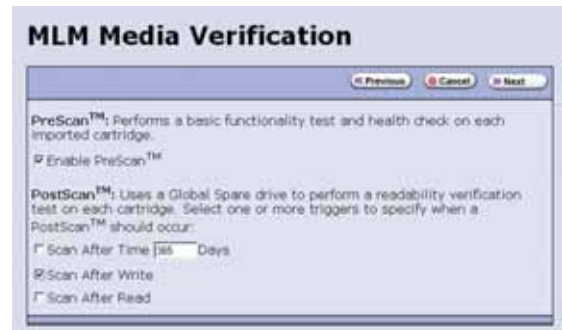 MLM Media Verification
Previous Cancel Next
PreScan™: Performs a basic functionality test and health check on each
imported cartridge.
Enable PreScan™
PostScan™: Uses a Global Spare drive to perform a readability verification
test on each cartridge. Select one or more triggers to specify when a
PostScan™ should occur:
Scan After Time 365 Days
Scan After Write
Scan After Read